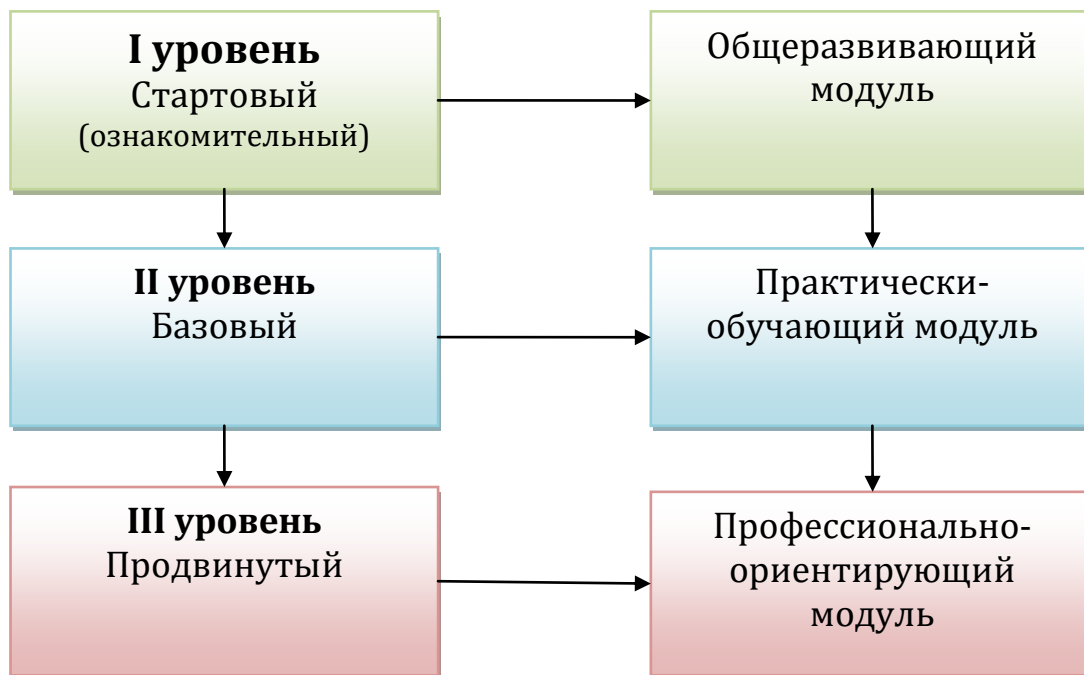 I уровень
Стартовый
(ознакомительный)
Общеразвивающий
модуль
II уровень
Базовый
Практически-
обучающий модуль
III уровень
Продвинутый
Профессионально-
ориентирующий
модуль